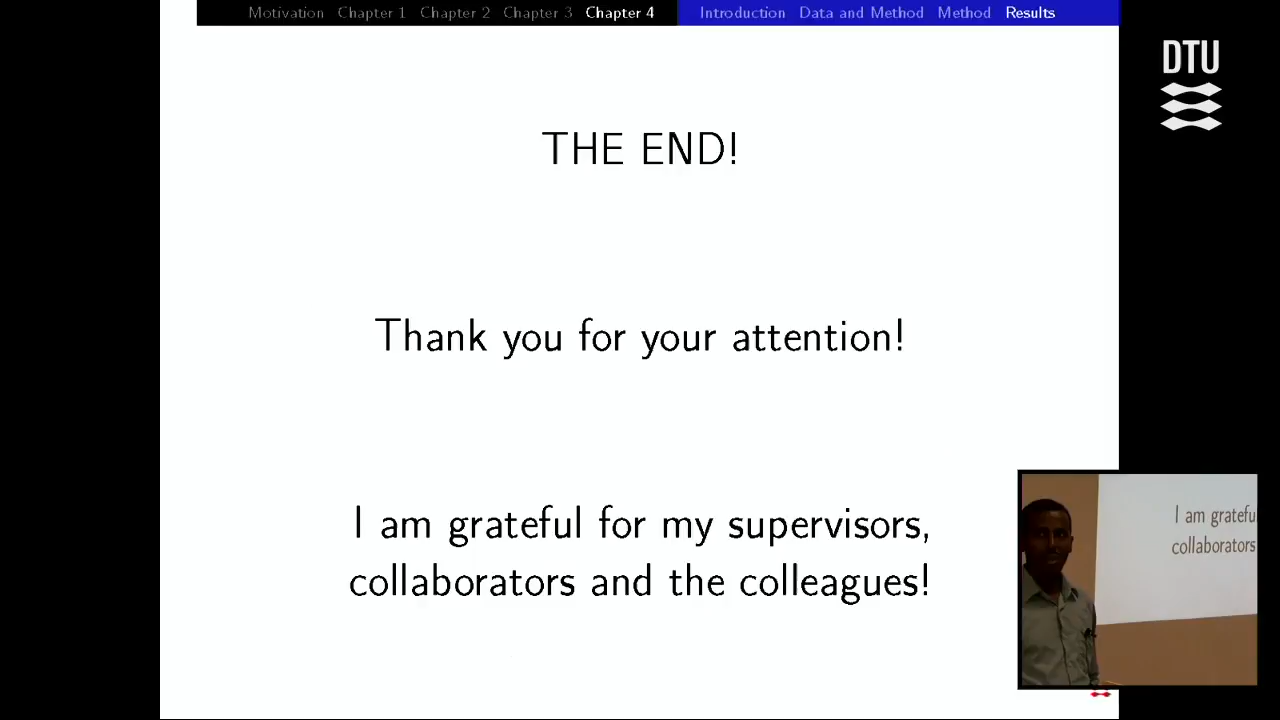 Motivation Chapter 1 Chapter 2 Chapter 3 Chapter 4 Introduction Data and Method Method Results
DTU
THE END!
Thank you for your attention!
I am grateful for my supervisors,
collaborators and the colleagues!
I am gratefu
collaborators